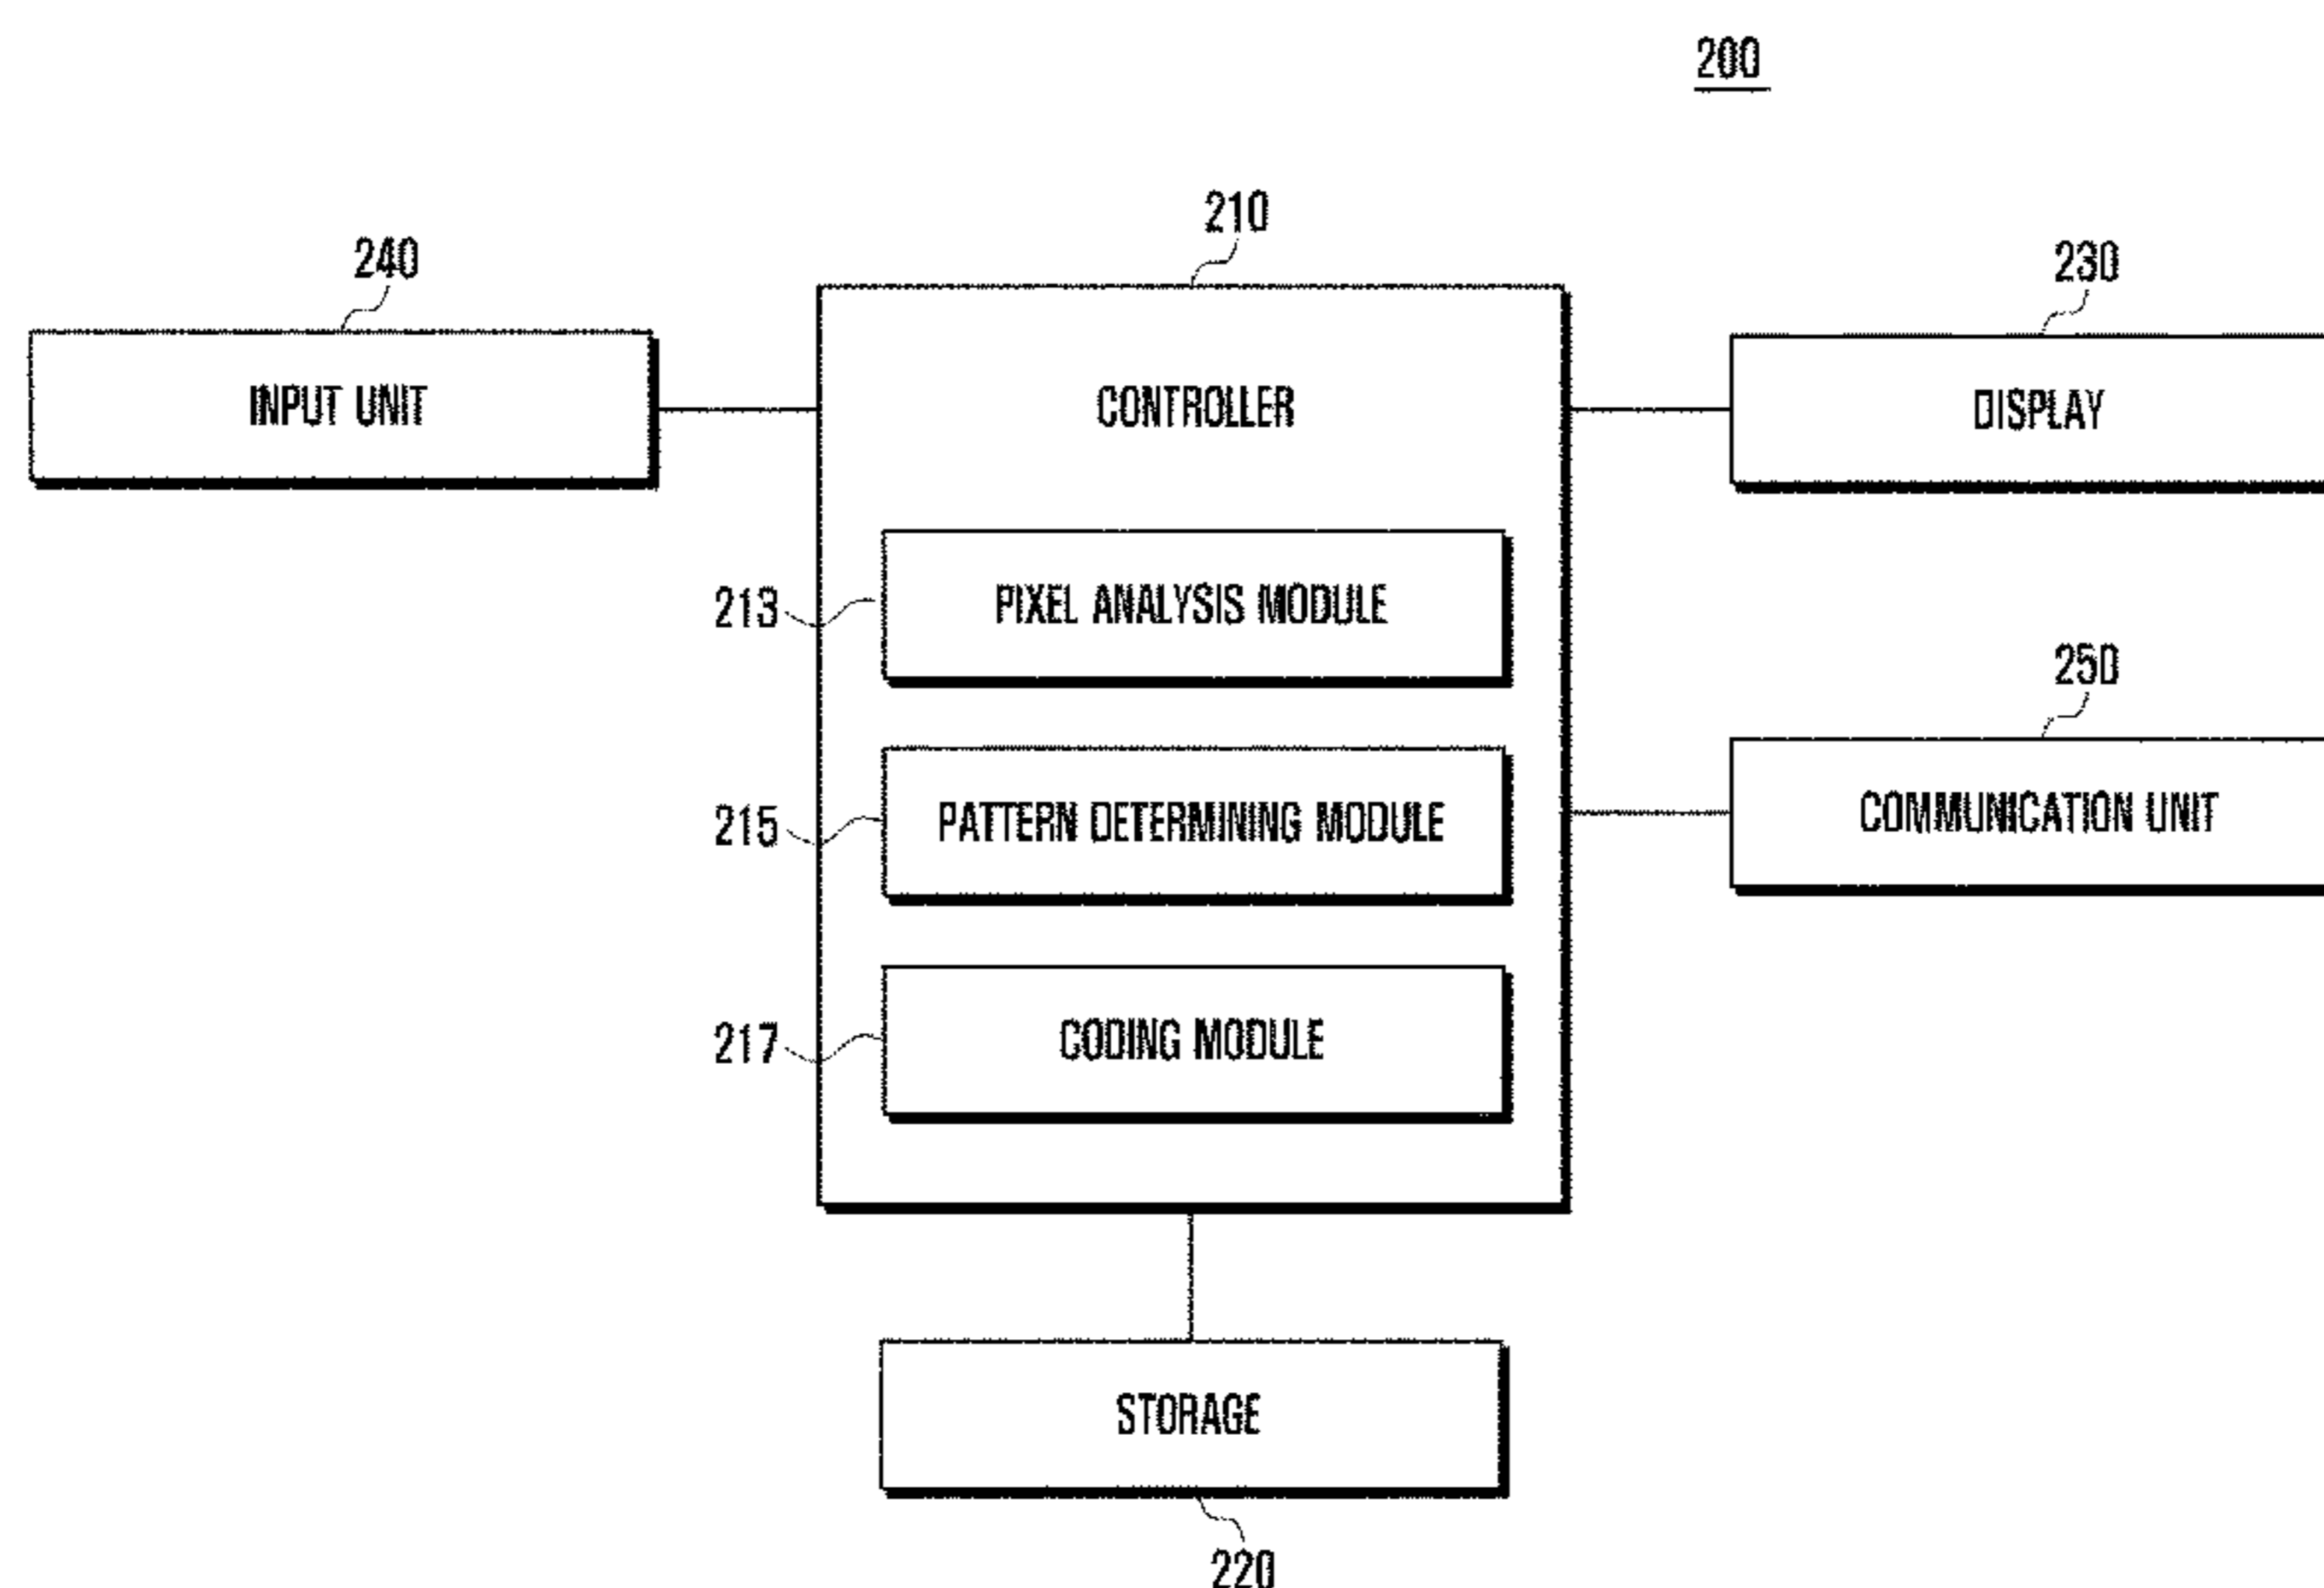 200
210
240
230
INPUT UNIT
CONTROLLER
DISPLAY
213
PIXEL ANALYSIS MODULE
250
215
PATTERN DETERMINING MODULE
COMMUNICATION UNIT
217
CODING MODULE
STORAGE
220